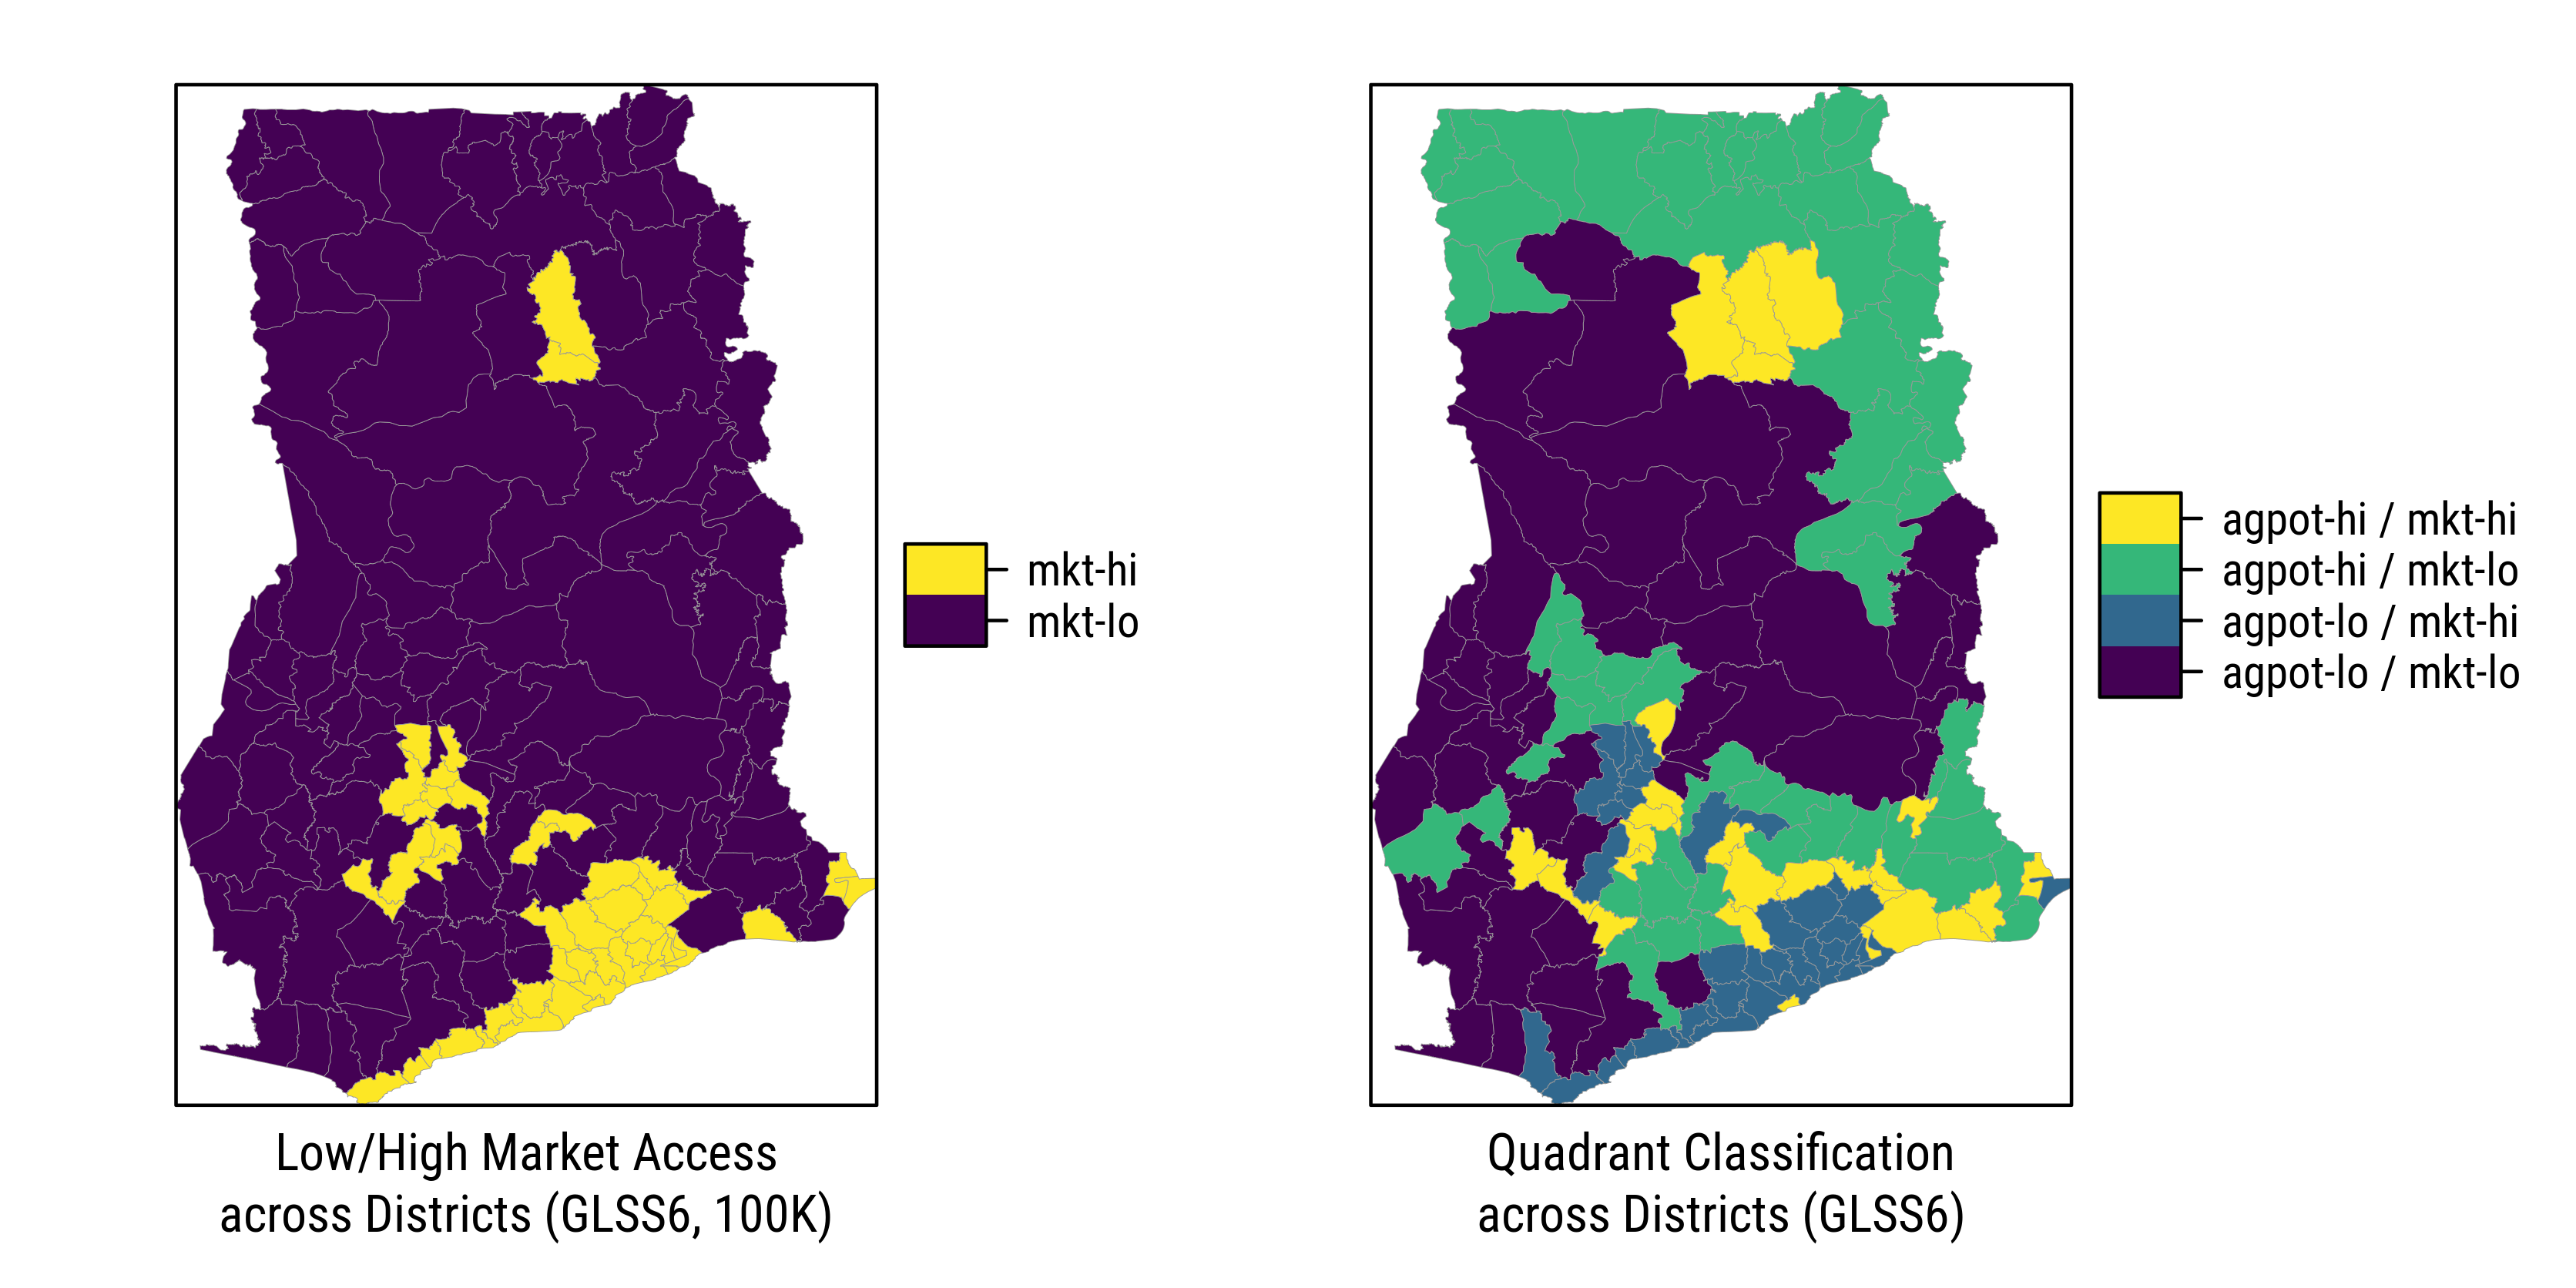 mkt-hi
mkt-lo
Low/High Market Access
across Districts (GLSS6, 100K)
agpot-hi / mkt-hi
agpot-hi / mkt-lo
agpot-lo / mkt-hi
agpot-lo / mkt-lo
Quadrant Classification
across Districts (GLSS6)